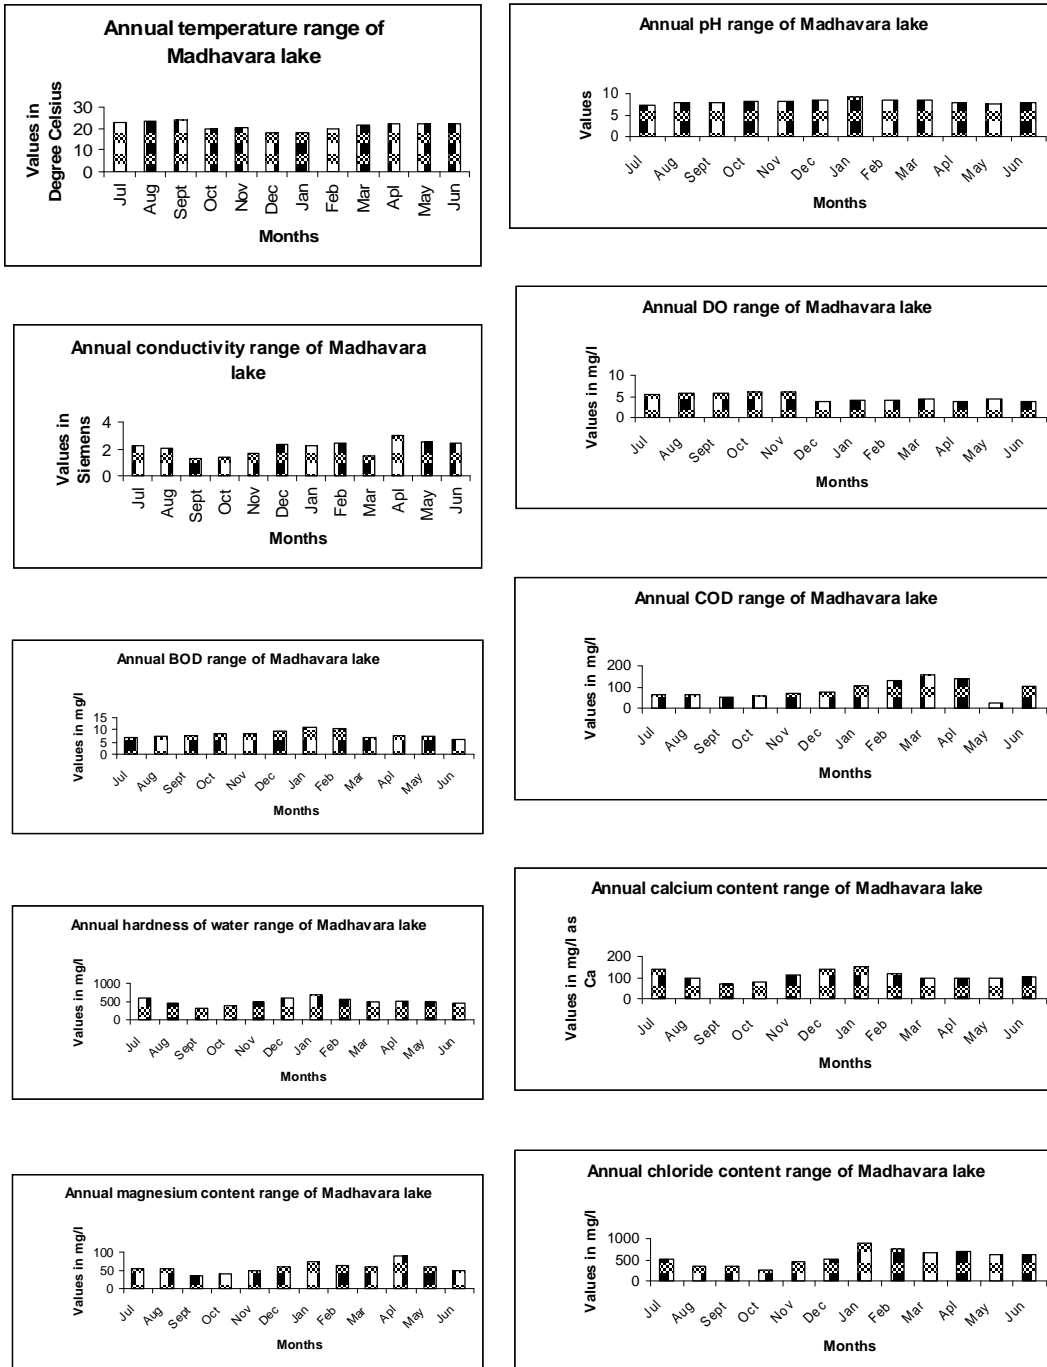 Annual temperature range of
Madhavara lake
Values in
Degree Celsius
30
20
10
0
Jul Aug Sept Oct Nov Dec Jan Feb Mar Apl May Jun
Months
Annual pH range of Madhavara lake
Values
10
5
0
Jul Aug Sept Oct Nov Dec Jan Feb Mar Apl May Jun
Months
Annual conductivity range of Madhavara
lake
Values in
Siemens
4
2
0
Jul Aug Sept Oct Nov Dec Jan Feb Mar Apl May Jun
Months
Annual DO range of Madhavara lake
Values in mg/l
10
5
0
Jul Aug Sept Oct Nov Dec Jan Feb Mar Apl May Jun
Months
Annual BOD range of Madhavara lake
Values in mg/l
15
10
5
0
Jul Aug Sept Oct Nov Dec Jan Feb Mar Apl May Jun
Months
Annual COD range of Madhavara lake
Values in mg/l
200
100
0
Jul Aug Sept Oct Nov Dec Jan Feb Mar Apl May Jun
Months
Annual hardness of water range of Madhavara lake
Values in mg/l
1000
500
0
Jul Aug Sept Oct Nov Dec Jan Feb Mar Apl May Jun
Months
Annual calcium content range of Madhavara lake
Values in mg/l as
Ca
200
100
0
Jul Aug Sept Oct Nov Dec Jan Feb Mar Apl May Jun
Months
Annual magnesium content range of Madhavara lake
Values in mg/l
100
50
0
Jul Aug Sept Oct Nov Dec Jan Feb Mar Apl May Jun
Months
Annual chloride content range of Madhavara lake
Values in mg/l
1000
500
0
Jul Aug Sept Oct Nov Dec Jan Feb Mar Apl May Jun
Months